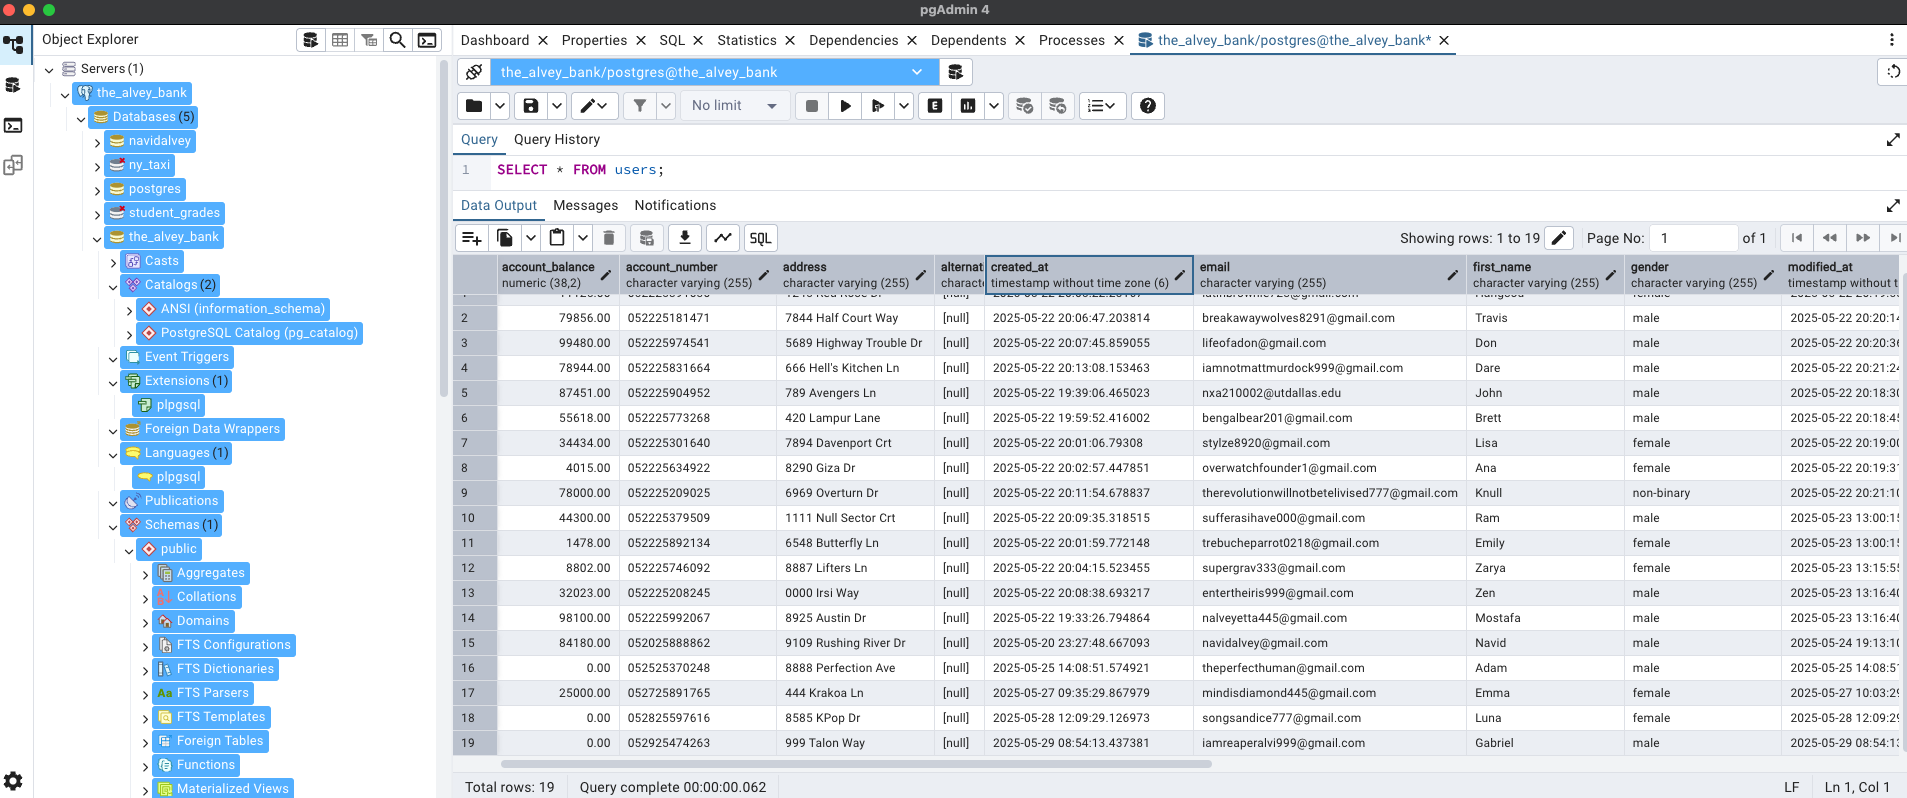 pgAdmin 4
Object Explorer
Dashboard Properties SQL Statistics Dependencies Dependents Processes the_alvey_bank/postgres@the_alvey_bank*
Servers (1)
the_alvey_bank
Databases (5)
navidalvey
ny_taxi
postgres
student_grades
the_alvey_bank
Casts
Catalogs (2)
ANSI (information_schema)
PostgreSQL Catalog (pg_catalog)
Event Triggers
Extensions (1)
plpgsql
Foreign Data Wrappers
Languages (1)
plpgsql
Publications
Schemas (1)
public
Aggregates
Collations
Domains
FTS Configurations
FTS Dictionaries
Aa FTS Parsers
FTS Templates
Foreign Tables
Functions
Materialized Views
the_alvey_bank/postgres@the_alvey_bank
No limit E
Query Query History
1 SELECT * FROM users;
Data Output Messages Notifications
SQL Showing rows: 1 to 19 Page No: 1 of 1
account_balance account_number address alternati created_at email first_name gender modified_at
numeric (38,2) character varying (255) character varying (255) characte timestamp without time zone (6) character varying (255) character varying (255) character varying (255) timestamp without t
2 79856.00 052225181471 7844 Half Court Way [null] 2025-05-22 20:06:47.203814 breakawaywolves8291@gmail.com Travis male 2025-05-22 20:20:14
3 99480.00 052225974541 5689 Highway Trouble Dr [null] 2025-05-22 20:07:45.859055 lifeofadon@gmail.com Don male 2025-05-22 20:20:36
4 78944.00 052225831664 666 Hell's Kitchen Ln [null] 2025-05-22 20:13:08.153463 iamnotmattmurdock999@gmail.com Dare male 2025-05-22 20:21:24
5 87451.00 052225904952 789 Avengers Ln [null] 2025-05-22 19:39:06.465023 nxa210002@utdallas.edu John male 2025-05-22 20:18:30
6 55618.00 052225773268 420 Lampur Lane [null] 2025-05-22 19:59:52.416002 bengalbear201@gmail.com Brett male 2025-05-22 20:18:45
7 34434.00 052225301640 7894 Davenport Crt [null] 2025-05-22 20:01:06.79308 stylze8920@gmail.com Lisa female 2025-05-22 20:19:00
8 4015.00 052225634922 8290 Giza Dr [null] 2025-05-22 20:02:57.447851 overwatchfounder1@gmail.com Ana female 2025-05-22 20:19:31
9 78000.00 052225209025 6969 Overturn Dr [null] 2025-05-22 20:11:54.678837 therevolutionwillnotbetelivised777@gmail.com Knull non-binary 2025-05-22 20:21:10
10 44300.00 052225379509 1111 Null Sector Crt [null] 2025-05-22 20:09:35.318515 sufferasihave000@gmail.com Ram male 2025-05-23 13:00:15
11 1478.00 052225892134 6548 Butterfly Ln [null] 2025-05-22 20:01:59.772148 trebucheparrot0218@gmail.com Emily female 2025-05-23 13:00:15
12 8802.00 052225746092 8887 Lifters Ln [null] 2025-05-22 20:04:15.523455 supergrav333@gmail.com Zarya female 2025-05-23 13:15:55
13 32023.00 052225208245 0000 Irsi Way [null] 2025-05-22 20:08:38.693217 entertheiris999@gmail.com Zen male 2025-05-23 13:16:40
14 98100.00 052225992067 8925 Austin Dr [null] 2025-05-22 19:33:26.794864 nalveyetta445@gmail.com Mostafa male 2025-05-23 13:16:40
15 84180.00 052025888862 9109 Rushing River Dr [null] 2025-05-20 23:27:48.667093 navidalvey@gmail.com Navid male 2025-05-24 19:13:10
16 0.00 052525370248 8888 Perfection Ave [null] 2025-05-25 14:08:51.574921 theperfecthuman@gmail.com Adam male 2025-05-25 14:08:51
17 25000.00 052725891765 444 Krakoa Ln [null] 2025-05-27 09:35:29.867979 mindisdiamond445@gmail.com Emma female 2025-05-27 10:03:29
18 0.00 052825597616 8585 KPop Dr [null] 2025-05-28 12:09:29.126973 songsandice777@gmail.com Luna female 2025-05-28 12:09:29
19 0.00 052925474263 999 Talon Way [null] 2025-05-29 08:54:13.437381 iamreaperalvi999@gmail.com Gabriel male 2025-05-29 08:54:13
Total rows: 19 Query complete 00:00:00.062 LF Ln 1, Col 1